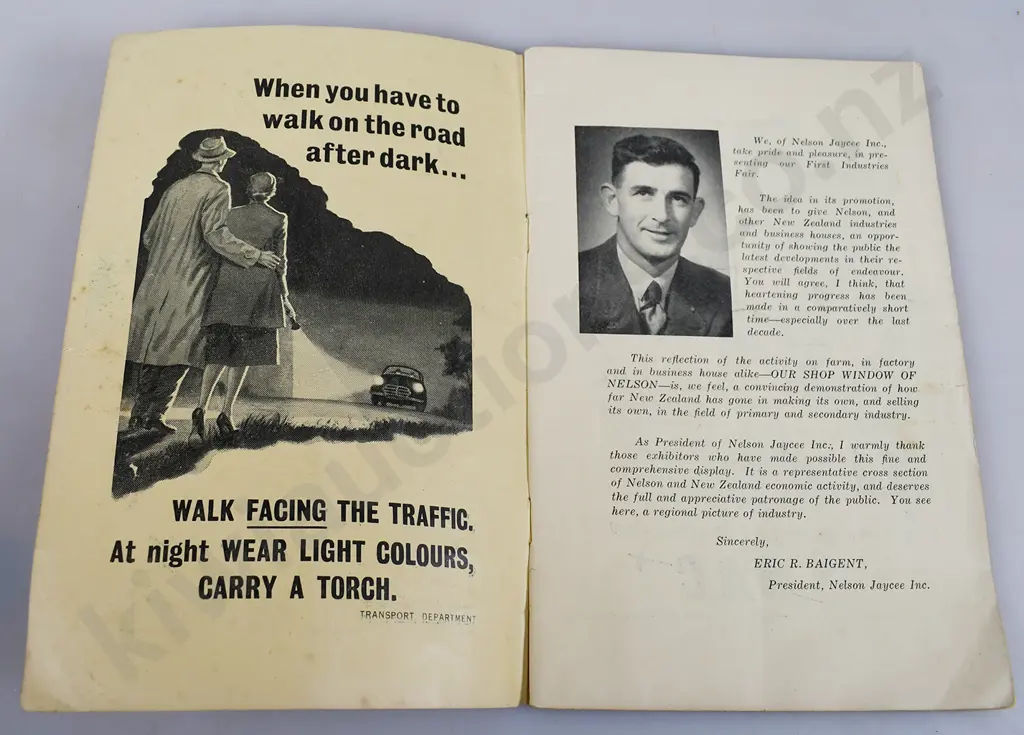 When you have to
walk on the road
after dark...
WALK FACING THE TRAFFIC.
At night WEAR LIGHT COLOURS,
CARRY A TORCH.
TRANSPORT DEPARTMENT
We, of Nelson Jaycee Inc.,
take pride and pleasure, in pre-
senting our First Industries
Fair.
The idea in its promotion,
has been to give Nelson, and
other New Zealand industries
and business houses, an oppor-
tunity of showing the public the
latest developments in their re-
spective fields of endeavour.
You will agree, I think, that
heartening progress has been
made in a comparatively short
time—especially over the last
decade.
This reflection of the activity on farm, in factory
and in business house alike—OUR SHOP WINDOW OF
NELSON—is, we feel, a convincing demonstration of how
far New Zealand has gone in making its own, and selling
its own, in the field of primary and secondary industry.
As President of Nelson Jaycee Inc., I warmly thank
those exhibitors who have made possible this fine and
comprehensive display. It is a representative cross section
of Nelson and New Zealand economic activity, and deserves
the full and appreciative patronage of the public. You see
here, a regional picture of industry.
Sincerely,
ERIC R. BAIGENT,
President, Nelson Jaycee Inc.